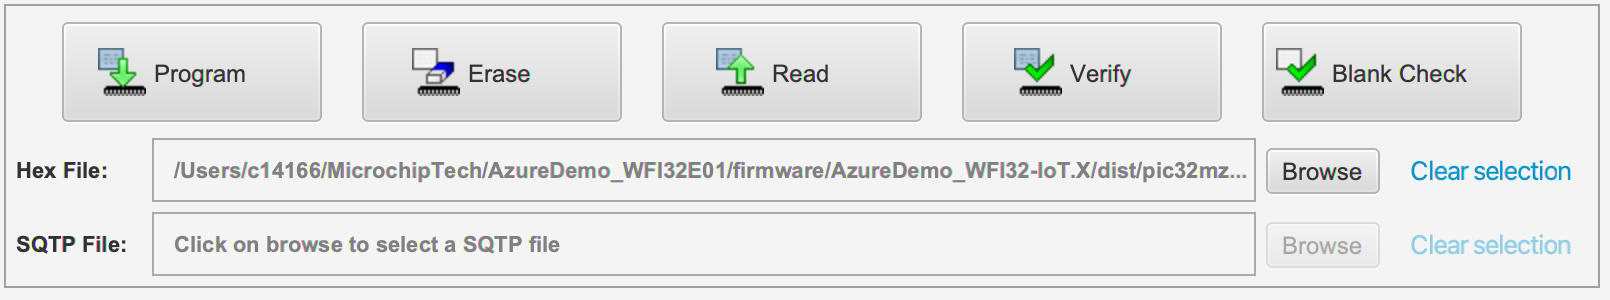 Program Erase Read Verify Blank Check
Hex File: /Users/c14166/MicrochipTech/AzureDemo_WFI32E01/firmware/AzureDemo_WFI32-IoT.X/dist/pic32mz... Browse Clear selection
SQTP File: Click on browse to select a SQTP file Browse Clear selection